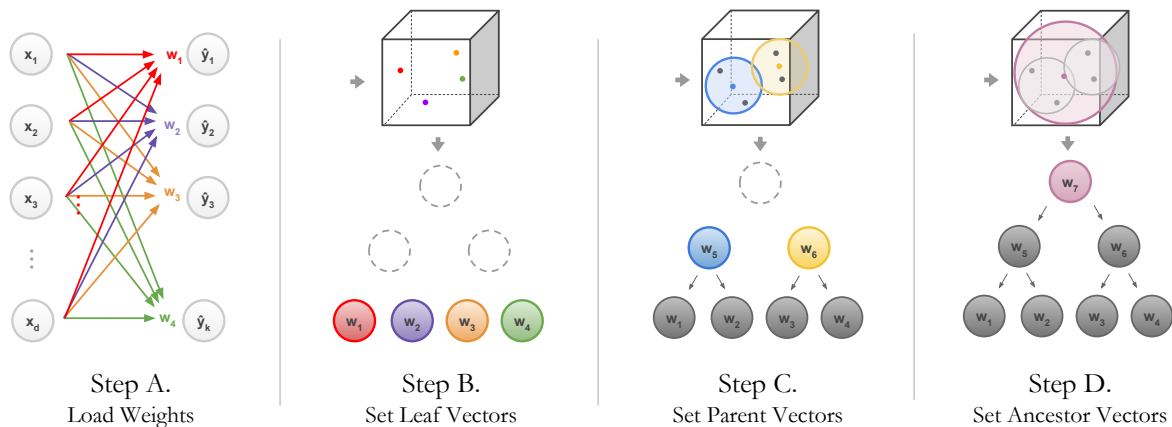 x1 w1 ŷ1
x2 w2 ŷ2
x3 w3 ŷ3
⋮
xd w4 ŷk
Step A.
Load Weights
w1 w2 w3 w4
Step B.
Set Leaf Vectors
w5 w6
w1 w2 w3 w4
Step C.
Set Parent Vectors
w7
w5 w6
w1 w2 w3 w4
Step D.
Set Ancestor Vectors